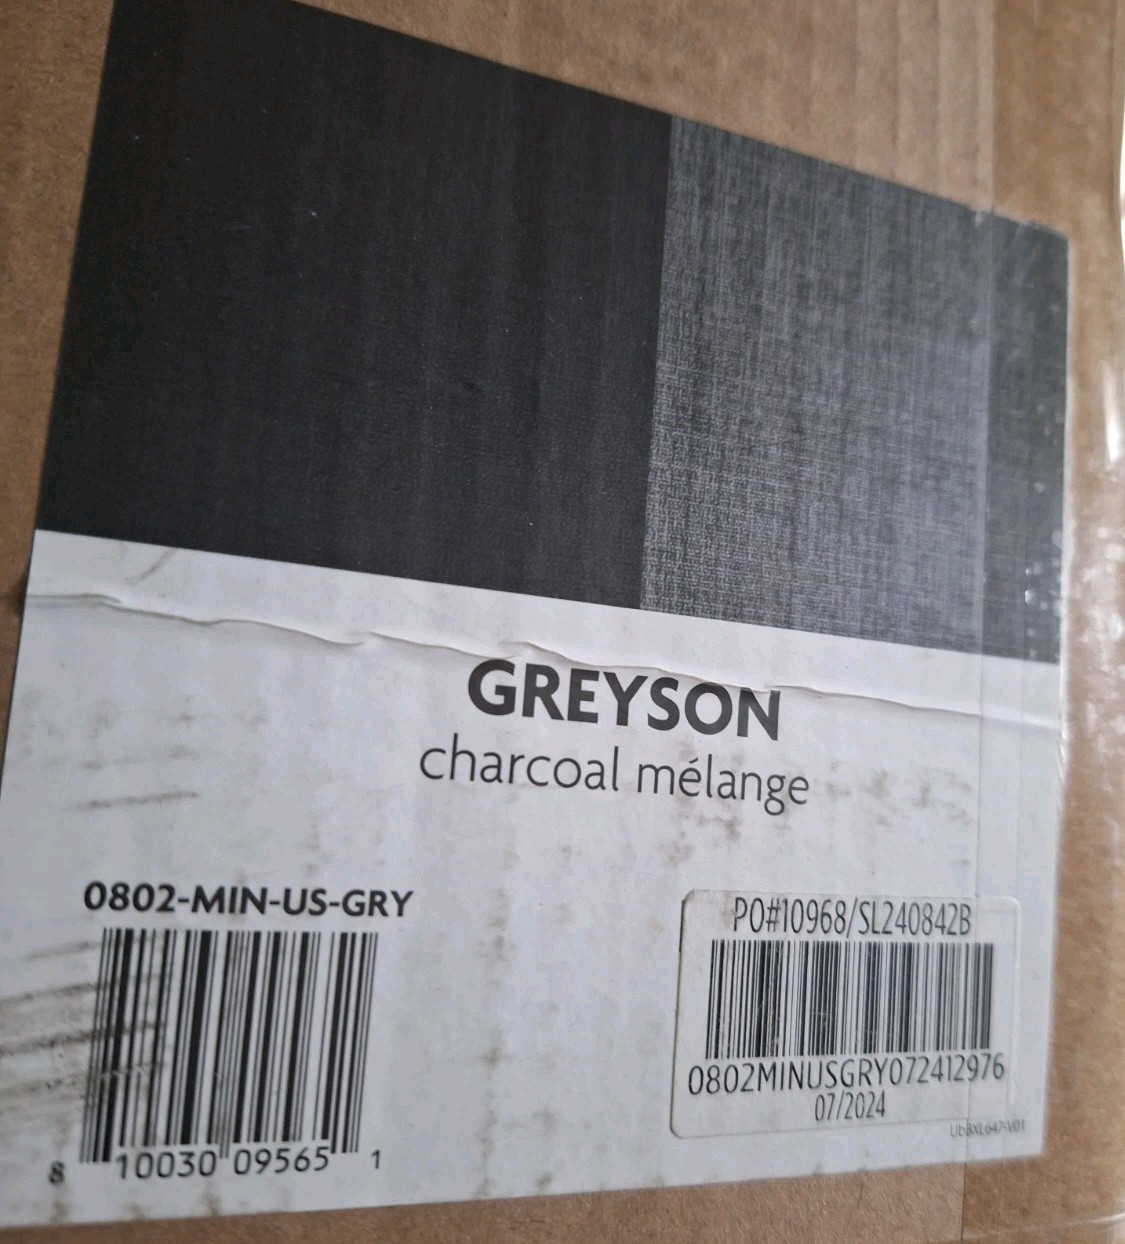 GREYSON
charcoal mélange
0802-MIN-US-GRY
8 10030 09565 1
PO#10968/SL240842B
0802MINUSGRY072412976
07/2024